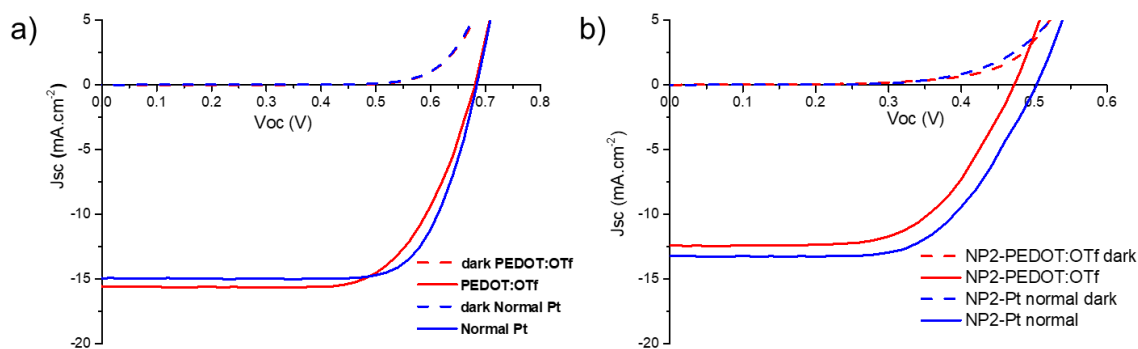 a)
Jsc (mA.cm-2)
5
0
-5
-10
-15
-20
0.0 0.1 0.2 0.3 0.4 0.5 0.6 0.7 0.8
Voc (V)
dark PEDOT:OTf
PEDOT:OTf
dark Normal Pt
Normal Pt
b)
Jsc (mA.cm-2)
5
0
-5
-10
-15
-20
0.0 0.1 0.2 0.3 0.4 0.5 0.6
Voc (V)
NP2-PEDOT:OTf dark
NP2-PEDOT:OTf
NP2-Pt normal dark
NP2-Pt normal